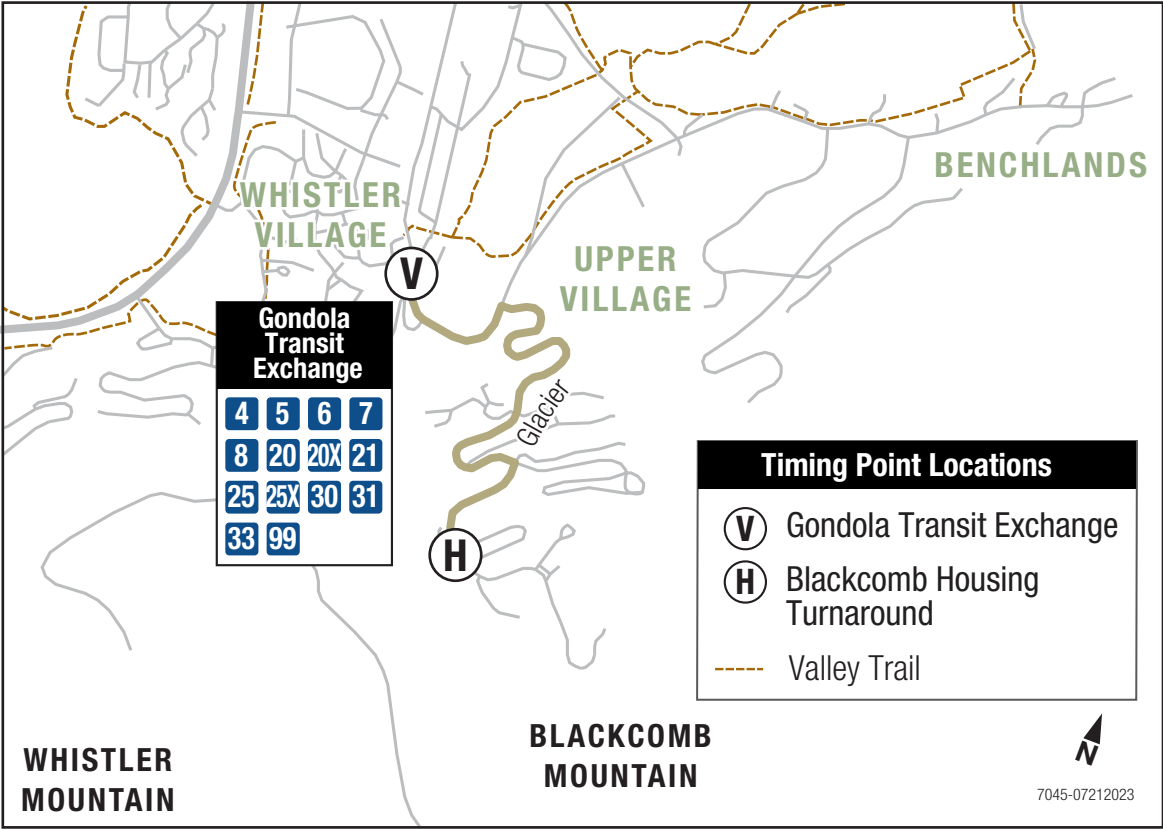 BENCHLANDS
WHISTLER
VILLAGE
V
UPPER
VILLAGE
Gondola
Transit
Exchange
4 5 6 7
8 20 20X 21
25 25X 30 31
33 99
Glacier
H
Timing Point Locations
V Gondola Transit Exchange
H Blackcomb Housing
Turnaround
Valley Trail
WHISTLER
MOUNTAIN
BLACKCOMB
MOUNTAIN
N
7045-07212023